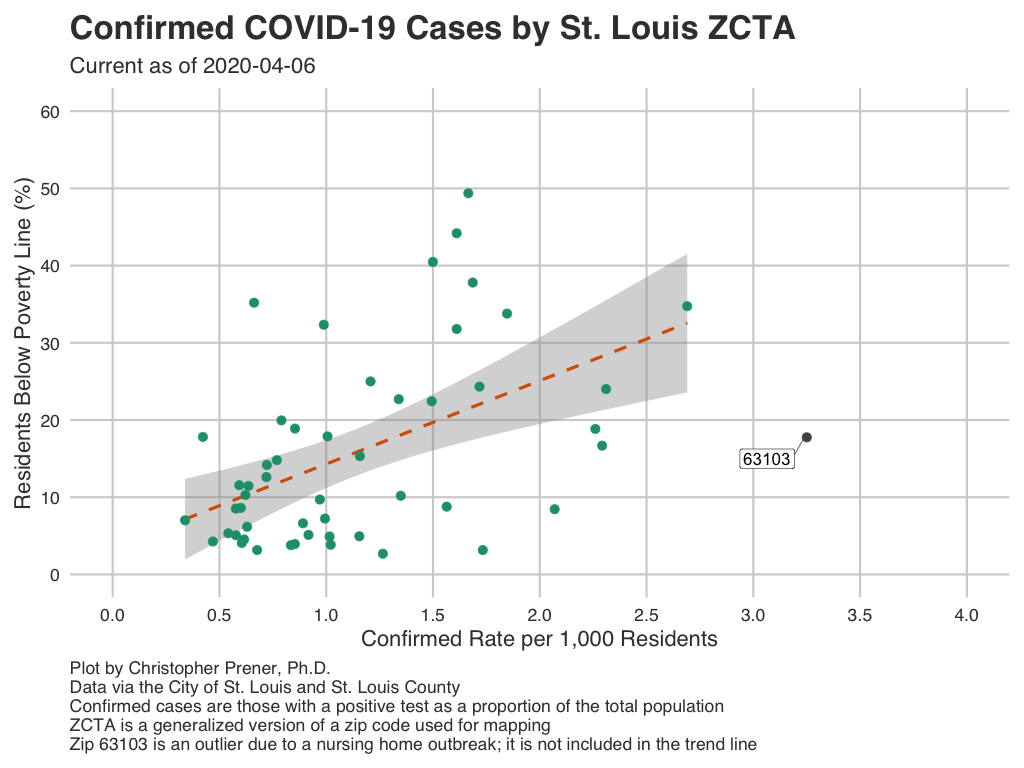 Confirmed COVID-19 Cases by St. Louis ZCTA
Current as of 2020-04-06
Residents Below Poverty Line (%)
60
50
40
30
20
10
0
63103
0.0 0.5 1.0 1.5 2.0 2.5 3.0 3.5 4.0
Confirmed Rate per 1,000 Residents
Plot by Christopher Prener, Ph.D.
Data via the City of St. Louis and St. Louis County
Confirmed cases are those with a positive test as a proportion of the total population
ZCTA is a generalized version of a zip code used for mapping
Zip 63103 is an outlier due to a nursing home outbreak; it is not included in the trend line